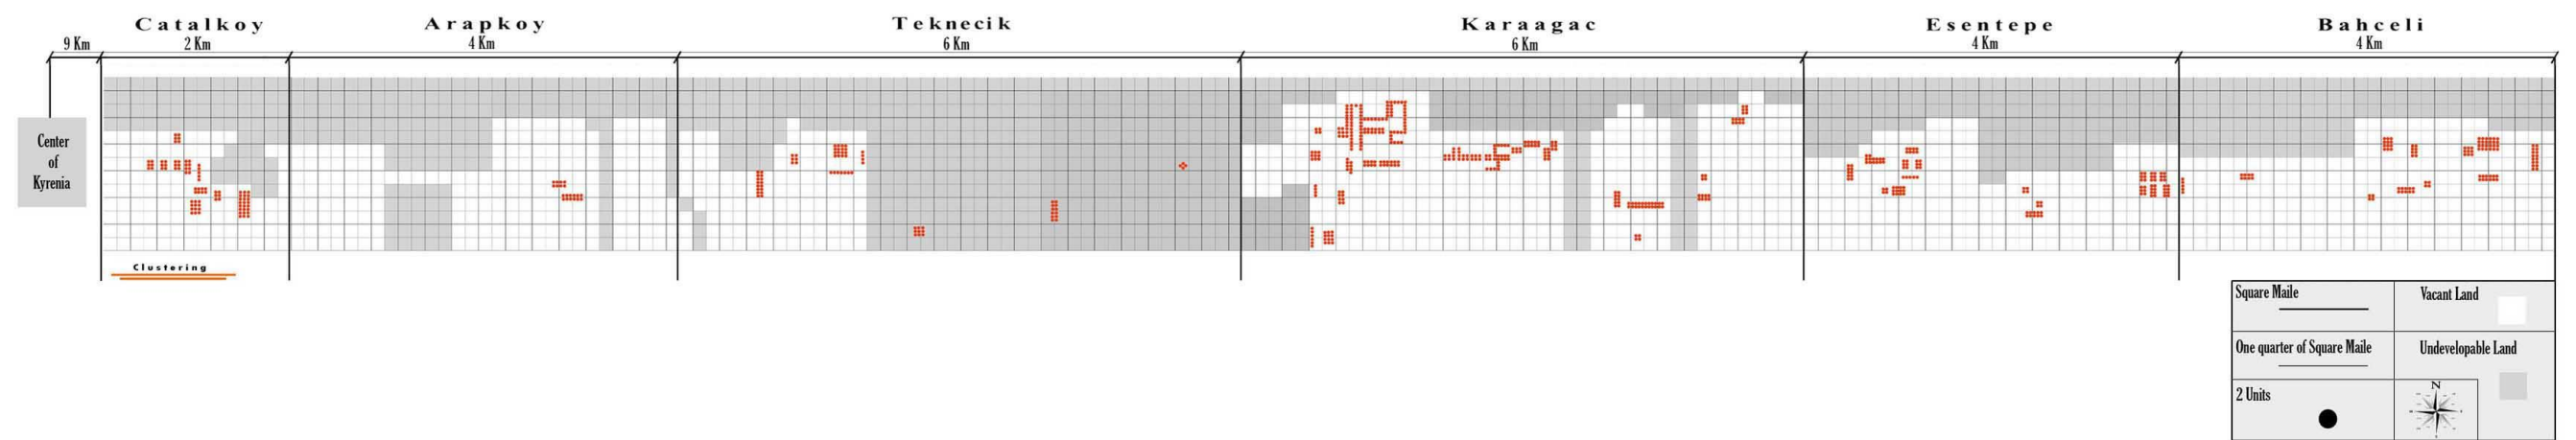 Catalkoy Arapkoy Teknecik Karaagac Esentepe Bahceli
9 Km 2 Km 4 Km 6 Km 6 Km 4 Km 4 Km
Center
of
Kyrenia
Clustering
Square Maile Vacant Land
One quarter of Square Maile Undevelopable Land
2 Units N